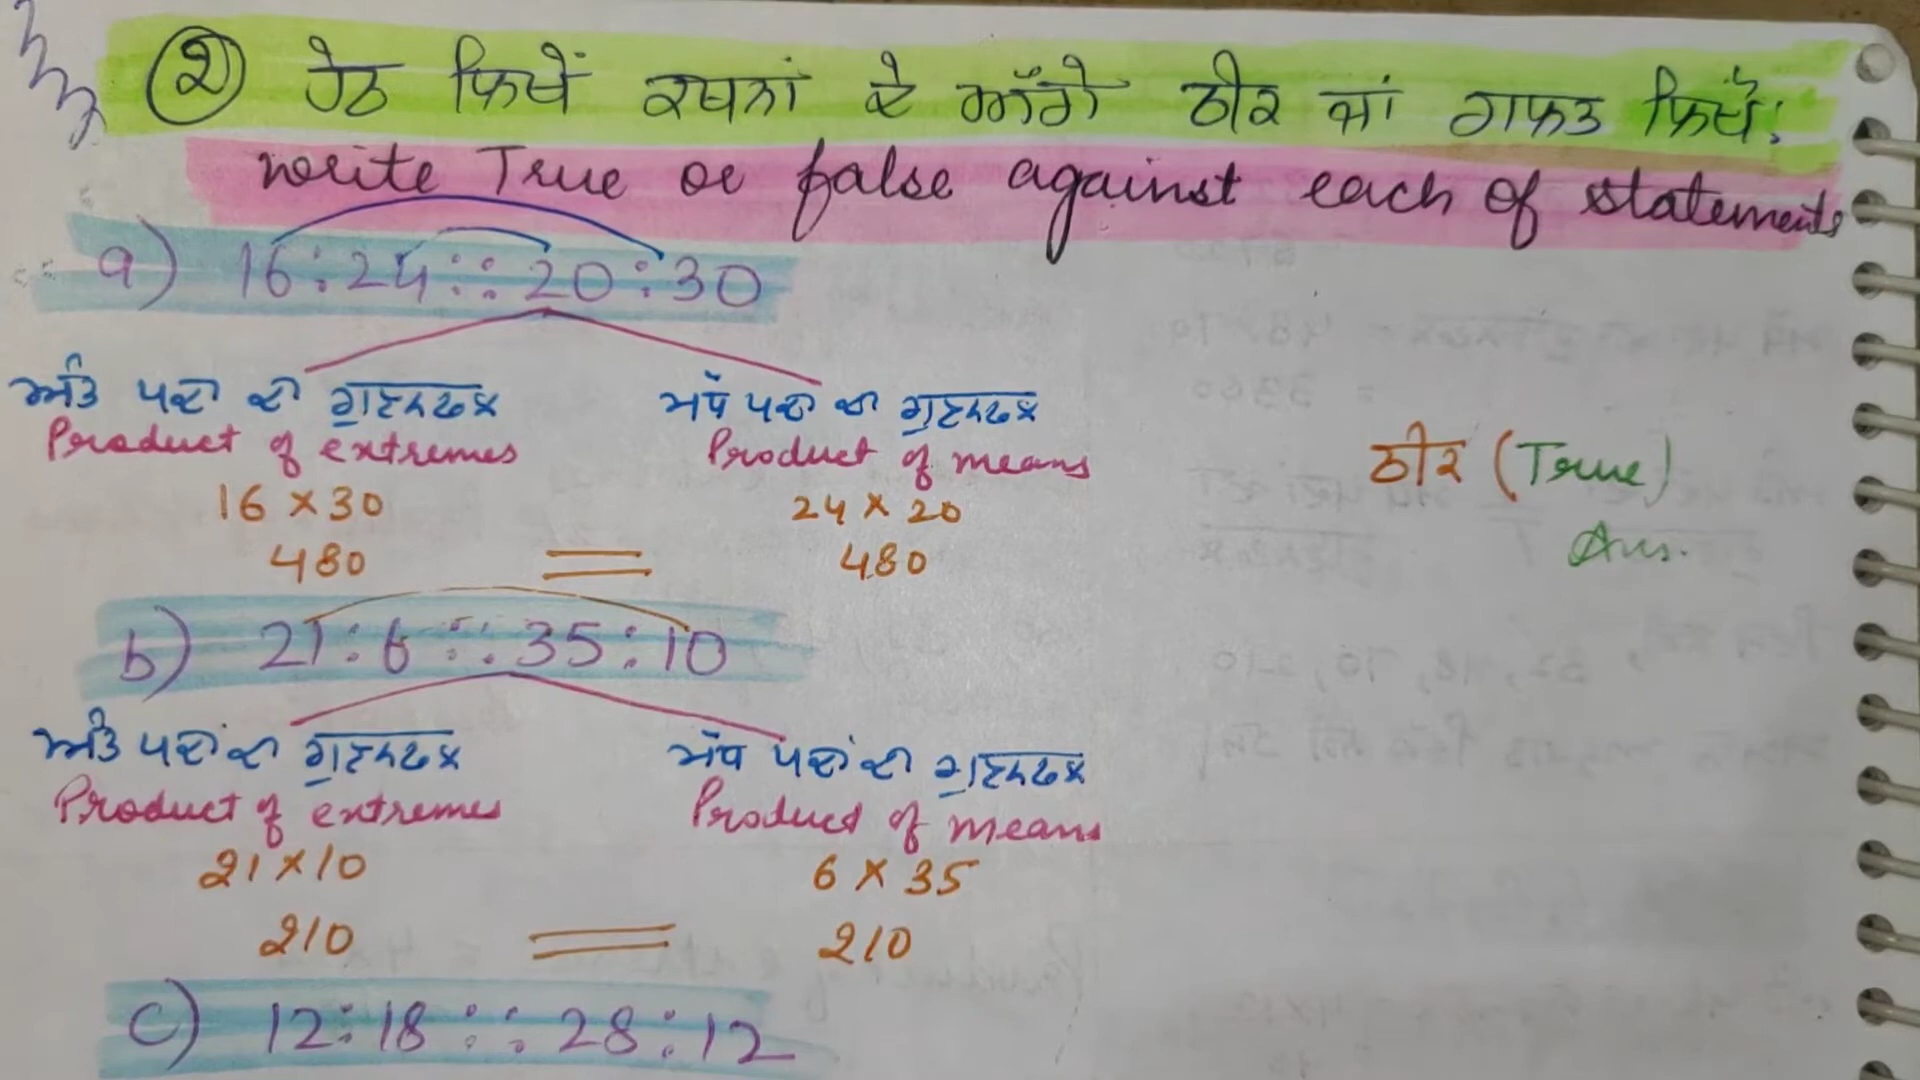 ੨ ਹੇਠ ਲਿਖੇਂ ਕਥਨਾਂ ਦੇ ਅੱਗੇ ਠੀਕ ਜਾਂ ਗਲਤ ਲਿਖੋ:
write True or false against each of statements
a) 16:24::20:30
ਅੰਤ ਪਦਾਂ ਦਾ ਗੁਣਨਫਲ ਮੱਧ ਪਦਾਂ ਦਾ ਗੁਣਨਫਲ
Product of extremes Product of means
ਠੀਕ (True)
16 × 30 24 × 20
480 = 480
Ans.
b) 21:6::35:10
ਅੰਤ ਪਦਾਂ ਦਾ ਗੁਣਨਫਲ ਮੱਧ ਪਦਾਂ ਦਾ ਗੁਣਨਫਲ
Product of extremes Product of means
21 × 10 6 × 35
210 = 210
c) 12:18::28:12